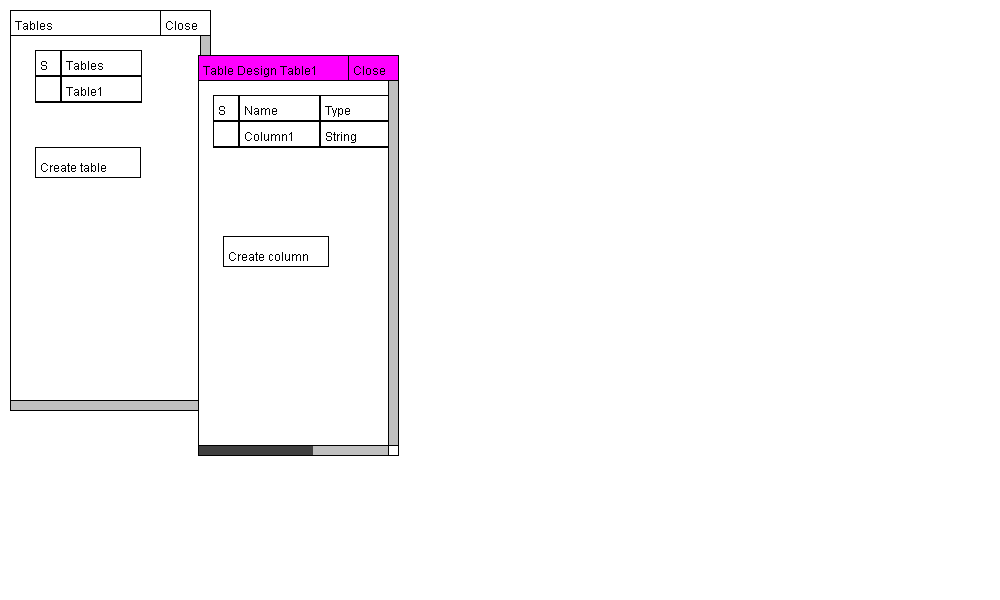 Tables Close
S Tables
Table1
Create table
Table Design Table1 Close
S Name Type
Column1 String
Create column